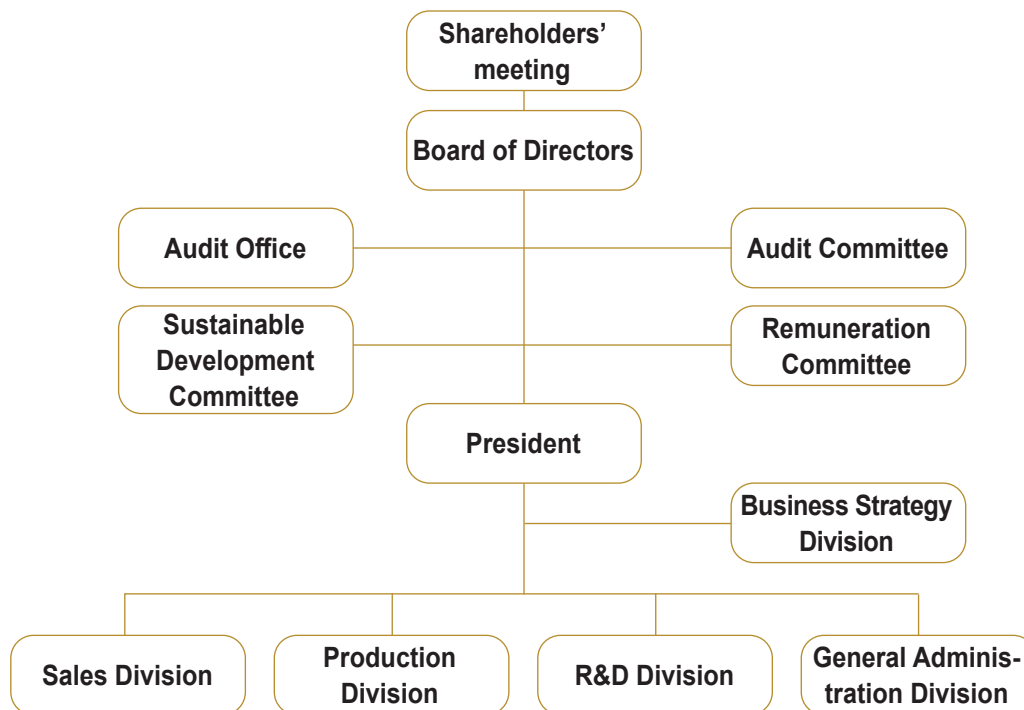 Shareholders’
meeting
Board of Directors
Audit Office
Audit Committee
Sustainable
Development
Committee
Remuneration
Committee
President
Business Strategy
Division
Sales Division
Production
Division
R&D Division
General Adminis-
tration Division